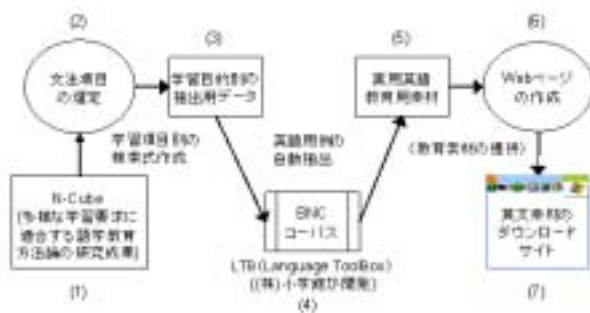 (2)
文法項目
の選定
(3)
学習目的別の
抽出用データ
(5)
実用英語
教育用素材
(6)
Webページ
の作成
学習項目別の
検索式作成
英語用例の
自動抽出
(教育素材の提供)
N-Cube
(多様な学習要求に
適合する語学教育
方法論の研究成果)
(1)
BNC
コーパス
LTB(Language ToolBox)
((株)小学館が開発)
(4)
英文素材の
ダウンロード
サイト
(7)